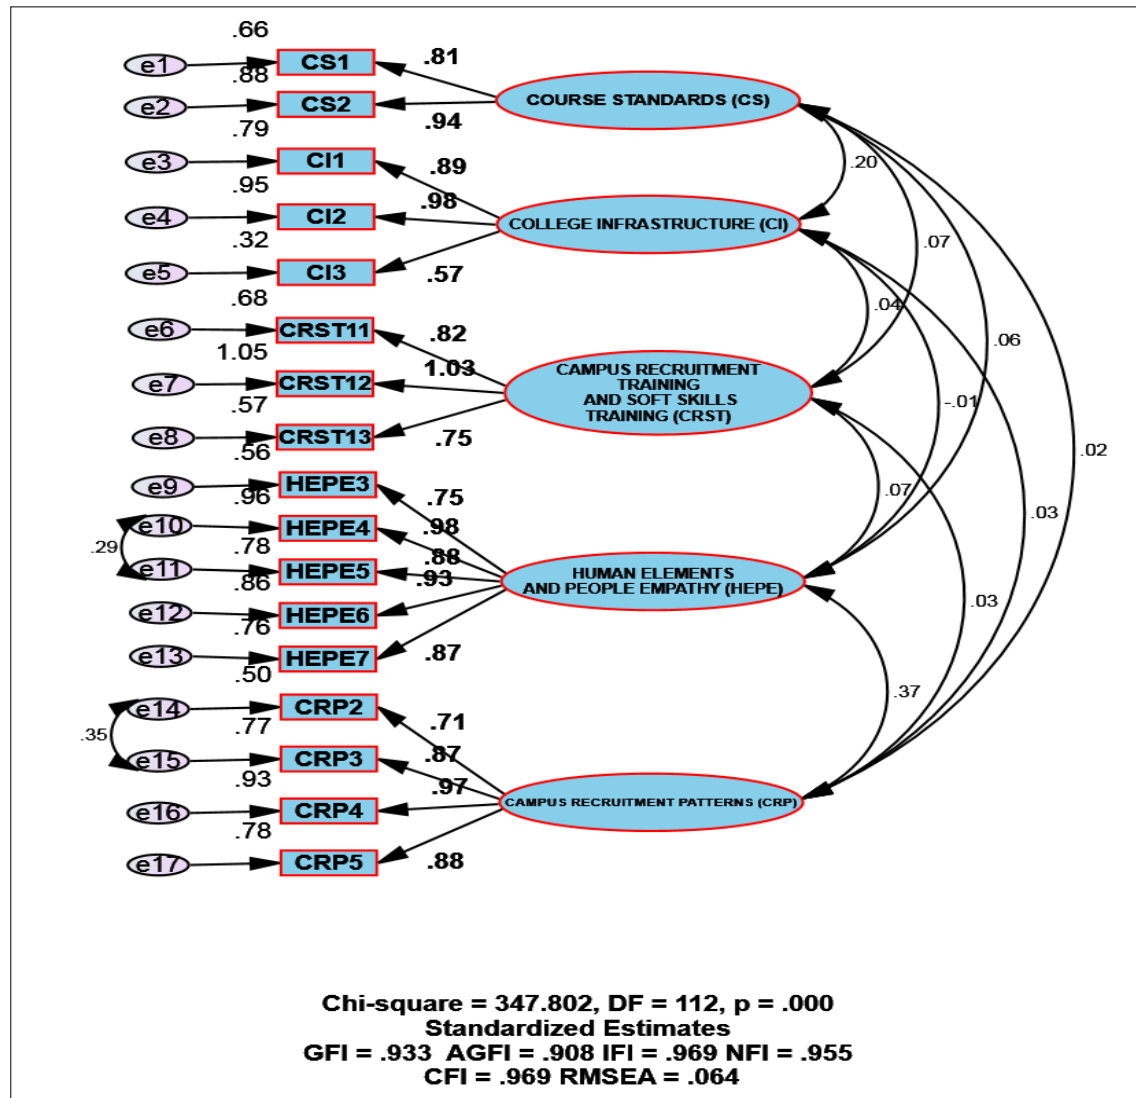 .66
e1 CS1 .81
.88
e2 CS2 .94
COURSE STANDARDS (CS)
.79
e3 CI1 .89
.95
e4 CI2 .98
COLLEGE INFRASTRUCTURE (CI)
.32
e5 CI3 .57
.68
e6 CRST11 .82
1.05
e7 CRST12 1.03
CAMPUS RECRUITMENT
TRAINING
AND SOFT SKILLS
TRAINING (CRST)
.57
e8 CRST13 .75
.56
e9 HEPE3 .75
.96
e10 HEPE4 .98
.29
.78
e11 HEPE5 .88
HUMAN ELEMENTS
AND PEOPLE EMPATHY (HEPE)
.86
e12 HEPE6 .93
.76
e13 HEPE7 .87
.50
e14 CRP2 .71
.35
.77
e15 CRP3 .87
.93
e16 CRP4 .97
CAMPUS RECRUITMENT PATTERNS (CRP)
.78
e17 CRP5 .88
.20
.07
.04
.06
-.01
.02
.07
.03
.03
.37
Chi-square = 347.802, DF = 112, p = .000
Standardized Estimates
GFI = .933 AGFI = .908 IFI = .969 NFI = .955
CFI = .969 RMSEA = .064